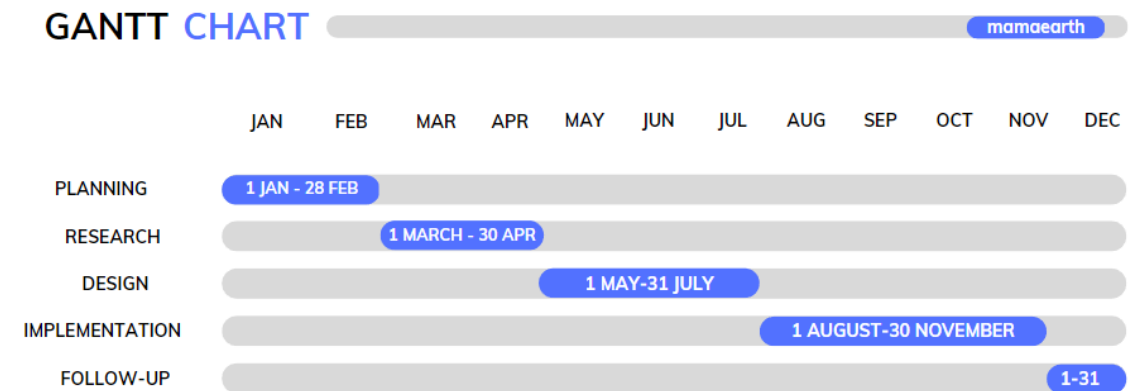 GANTT CHART mamaearth
JAN FEB MAR APR MAY JUN JUL AUG SEP OCT NOV DEC
PLANNING 1 JAN - 28 FEB
RESEARCH 1 MARCH - 30 APR
DESIGN 1 MAY-31 JULY
IMPLEMENTATION 1 AUGUST-30 NOVEMBER
FOLLOW-UP 1-31